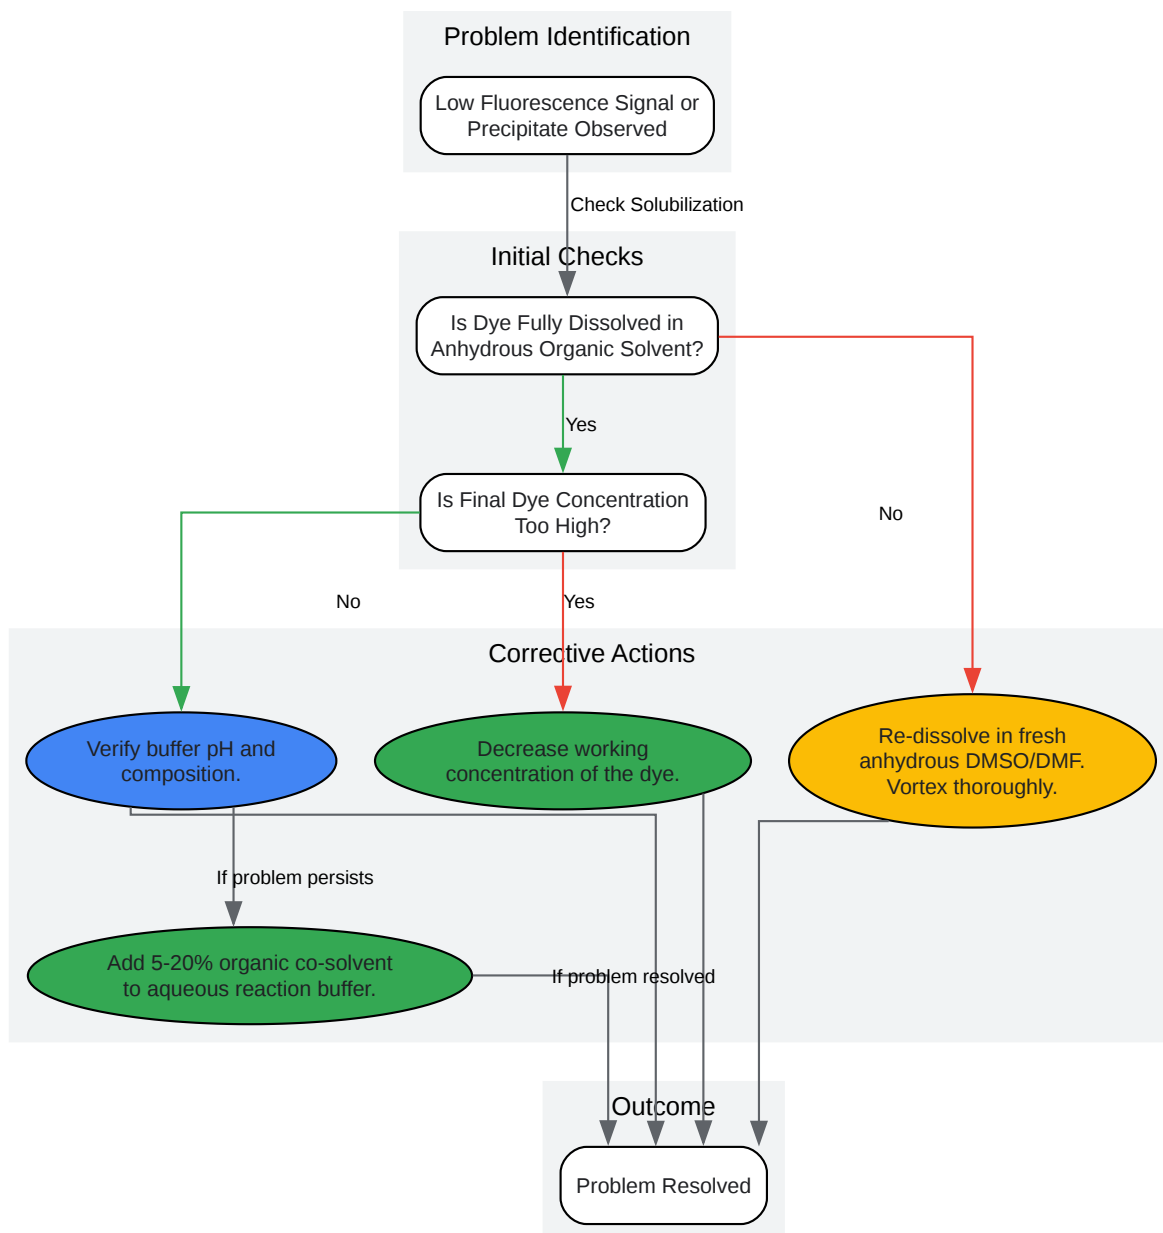 Problem Identification
Low Fluorescence Signal or
Precipitate Observed
Check Solubilization
Initial Checks
Is Dye Fully Dissolved in
Anhydrous Organic Solvent?
Yes
Is Final Dye Concentration
Too High?
No
No
Yes
Corrective Actions
Verify buffer pH and
composition.
Decrease working
concentration of the dye.
Re-dissolve in fresh
anhydrous DMSO/DMF.
Vortex thoroughly.
If problem persists
Add 5-20% organic co-solvent
to aqueous reaction buffer.
If problem resolved
Outcome
Problem Resolved